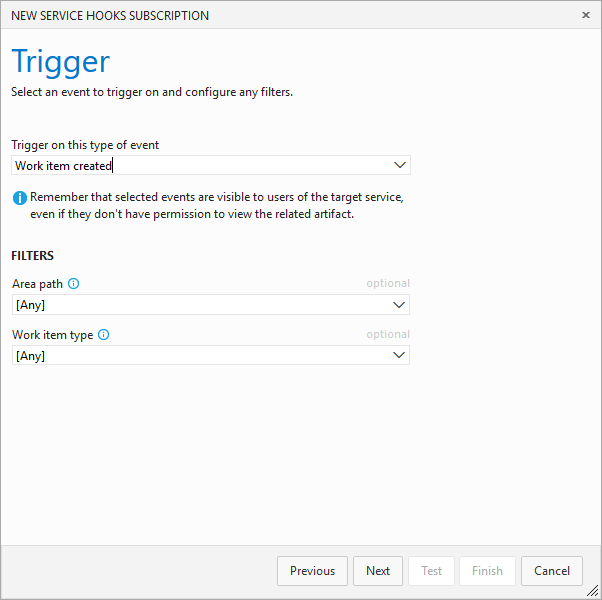 NEW SERVICE HOOKS SUBSCRIPTION
Trigger
Select an event to trigger on and configure any filters.
Trigger on this type of event
Work item created
Remember that selected events are visible to users of the target service,
even if they don't have permission to view the related artifact.
FILTERS
Area path optional
[Any]
Work item type optional
[Any]
Previous Next Test Finish Cancel